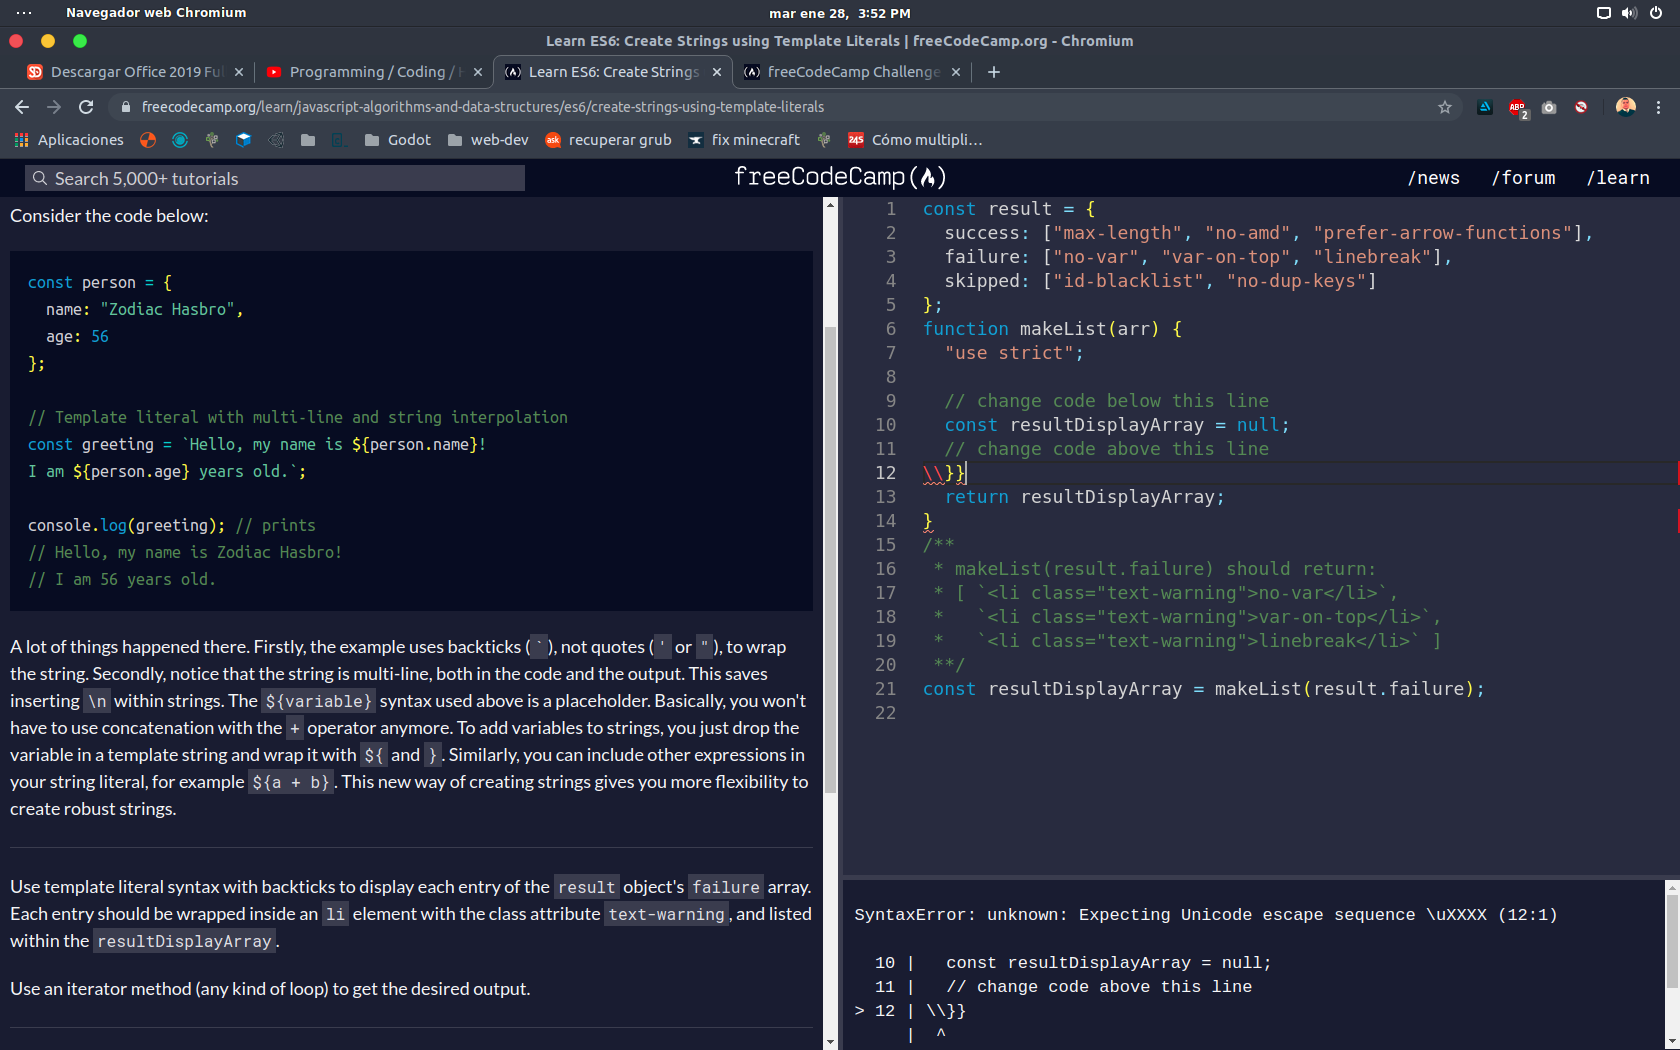 Navegador web Chromium
mar ene 28, 3:52 PM
Learn ES6: Create Strings using Template Literals | freeCodeCamp.org - Chromium
Descargar Office 2019 Ful
Programming / Coding / H
Learn ES6: Create Strings
freeCodeCamp Challenge
freecodecamp.org/learn/javascript-algorithms-and-data-structures/es6/create-strings-using-template-literals
ABP
2
Aplicaciones
Godot
web-dev
ask recuperar grub
fix minecraft
245 Cómo multipli...
Search 5,000+ tutorials
freeCodeCamp
/news
/forum
/learn
Consider the code below:
const person = {
name: "Zodiac Hasbro",
age: 56
};
// Template literal with multi-line and string interpolation
const greeting = `Hello, my name is ${person.name}!
I am ${person.age} years old.`;
console.log(greeting); // prints
// Hello, my name is Zodiac Hasbro!
// I am 56 years old.
A lot of things happened there. Firstly, the example uses backticks (`), not quotes (' or "), to wrap
the string. Secondly, notice that the string is multi-line, both in the code and the output. This saves
inserting \n within strings. The ${variable} syntax used above is a placeholder. Basically, you won't
have to use concatenation with the + operator anymore. To add variables to strings, you just drop the
variable in a template string and wrap it with ${ and }. Similarly, you can include other expressions in
your string literal, for example ${a + b}. This new way of creating strings gives you more flexibility to
create robust strings.
Use template literal syntax with backticks to display each entry of the result object's failure array.
Each entry should be wrapped inside an li element with the class attribute text-warning, and listed
within the resultDisplayArray.
Use an iterator method (any kind of loop) to get the desired output.
1 const result = {
2 success: ["max-length", "no-amd", "prefer-arrow-functions"],
3 failure: ["no-var", "var-on-top", "linebreak"],
4 skipped: ["id-blacklist", "no-dup-keys"]
5 };
6 function makeList(arr) {
7 "use strict";
8
9 // change code below this line
10 const resultDisplayArray = null;
11 // change code above this line
12 \\}}
13 return resultDisplayArray;
14 }
15 /**
16 * makeList(result.failure) should return:
17 * [ `<li class="text-warning">no-var</li>`,
18 * `<li class="text-warning">var-on-top</li>`,
19 * `<li class="text-warning">linebreak</li>` ]
20 **/
21 const resultDisplayArray = makeList(result.failure);
22
SyntaxError: unknown: Expecting Unicode escape sequence \uXXXX (12:1)
10 | const resultDisplayArray = null;
11 | // change code above this line
> 12 | \\}}
| ^